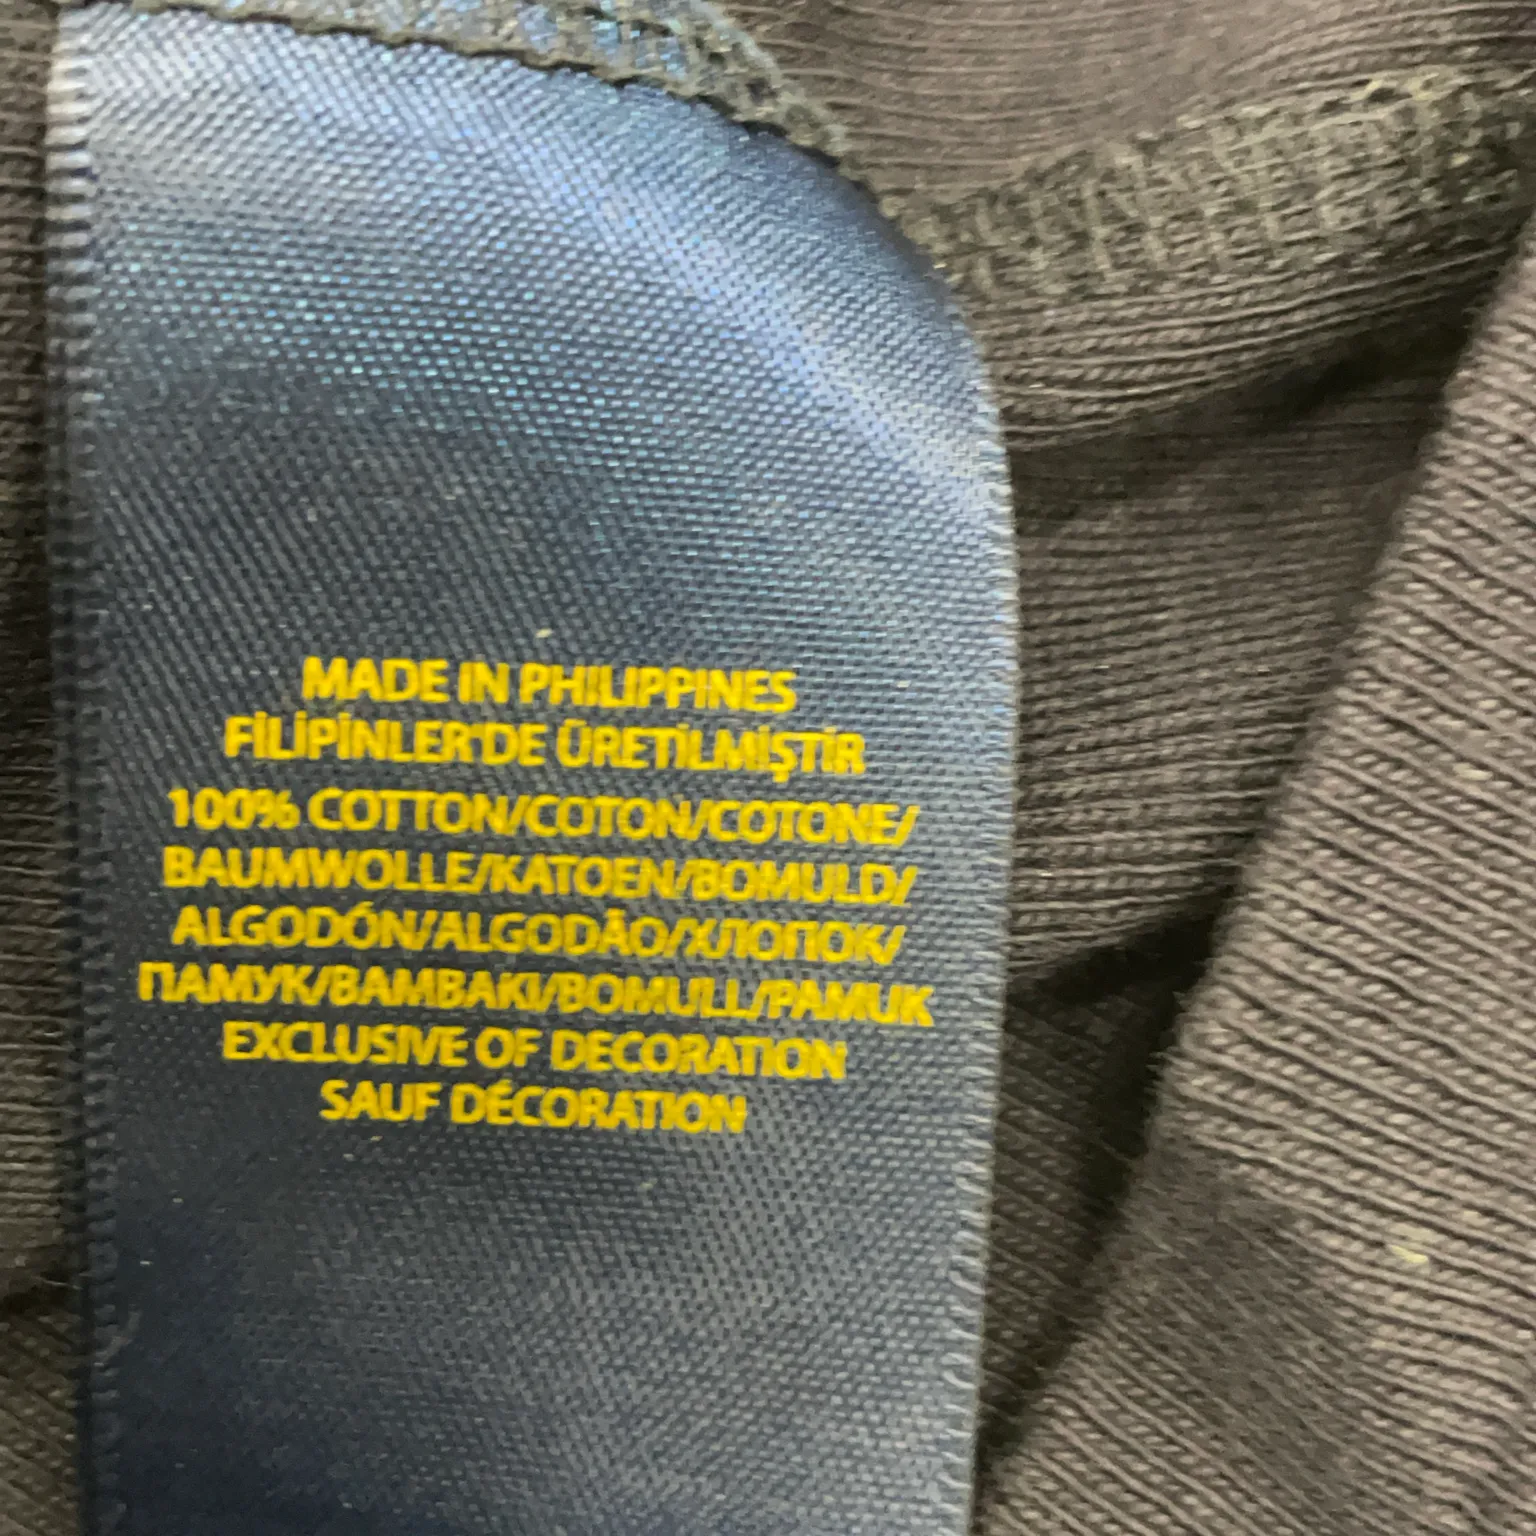 MADE IN PHILIPPINES
FİLİPİNLER'DE ÜRETİLMİŞTİR
100% COTTON/COTON/COTONE/
BAUMWOLLE/KATOEN/BOMULD/
ALGODÓN/ALGODÃO/ХЛОПОК/
ПАМУК/BAMBAKI/BOMULL/PAMUK
EXCLUSIVE OF DECORATION
SAUF DÉCORATION